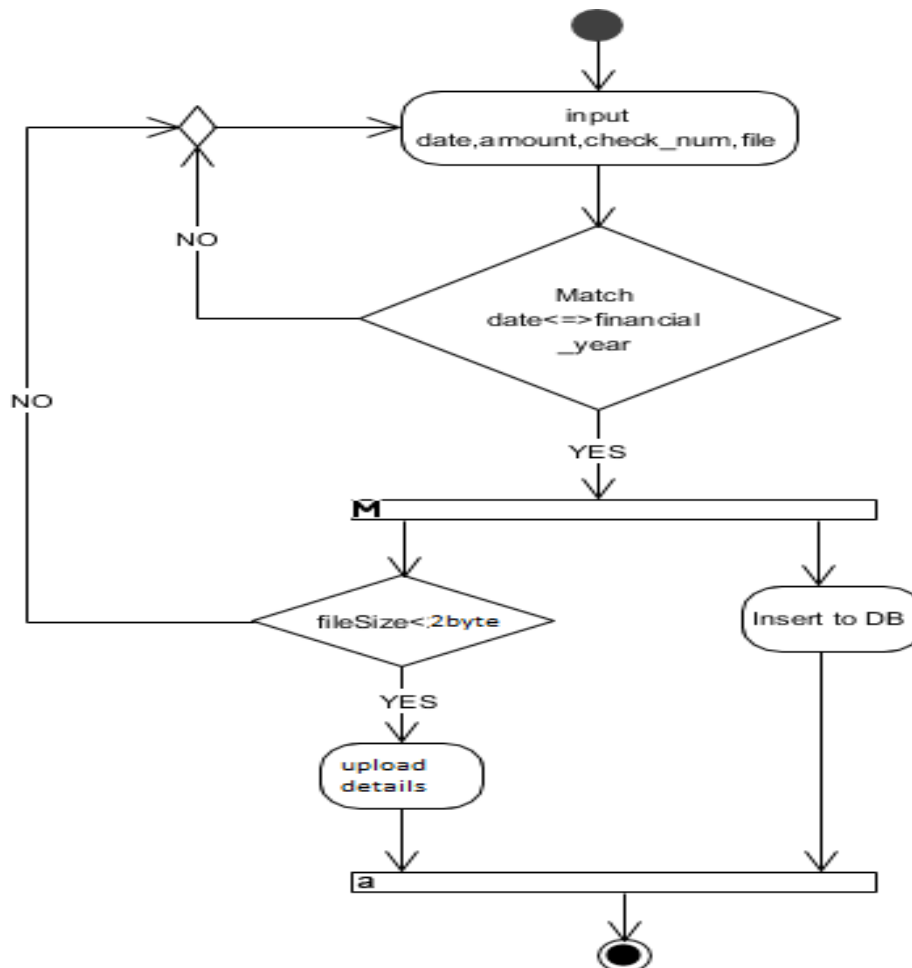 input
date,amount,check_num,file
NO
Match
date<=>financial
_year
NO
YES
M
fileSize<2byte
Insert to DB
YES
upload
details
a